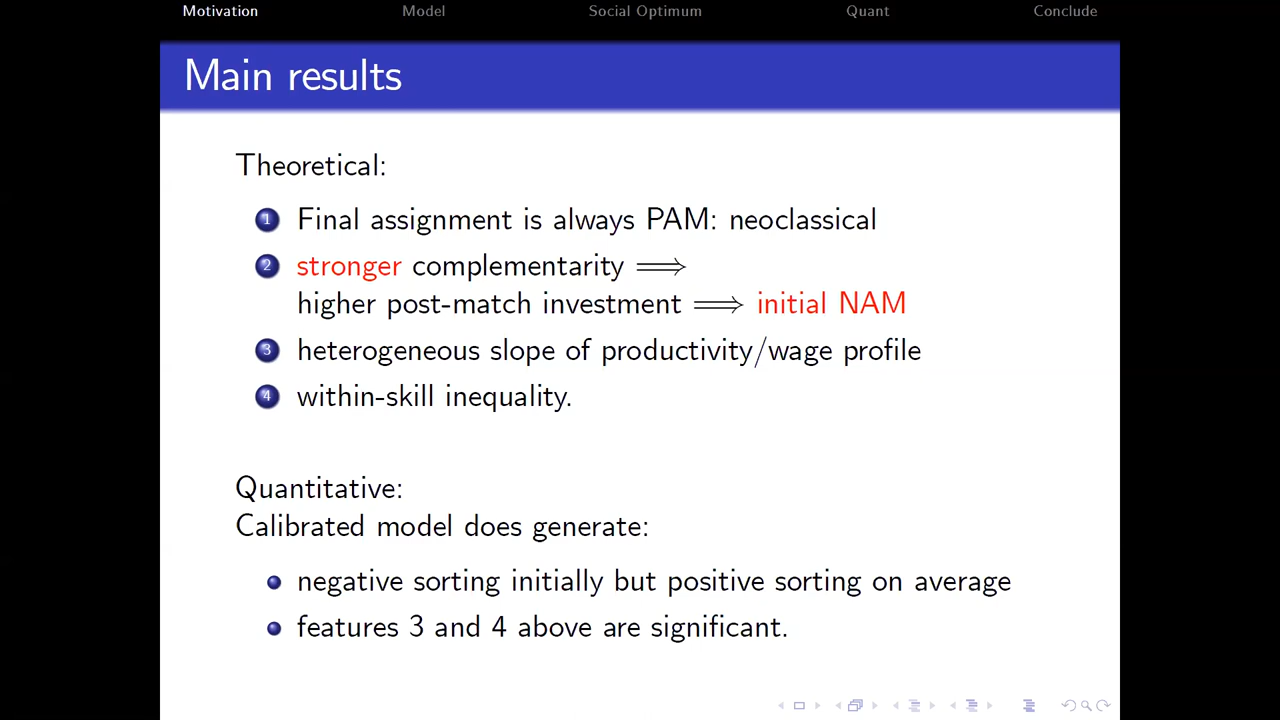 Motivation Model Social Optimum Quant Conclude
Main results
Theoretical:
1 Final assignment is always PAM: neoclassical
2 stronger complementarity ⟹
higher post-match investment ⟹ initial NAM
3 heterogeneous slope of productivity/wage profile
4 within-skill inequality.
Quantitative:
Calibrated model does generate:
negative sorting initially but positive sorting on average
features 3 and 4 above are significant.